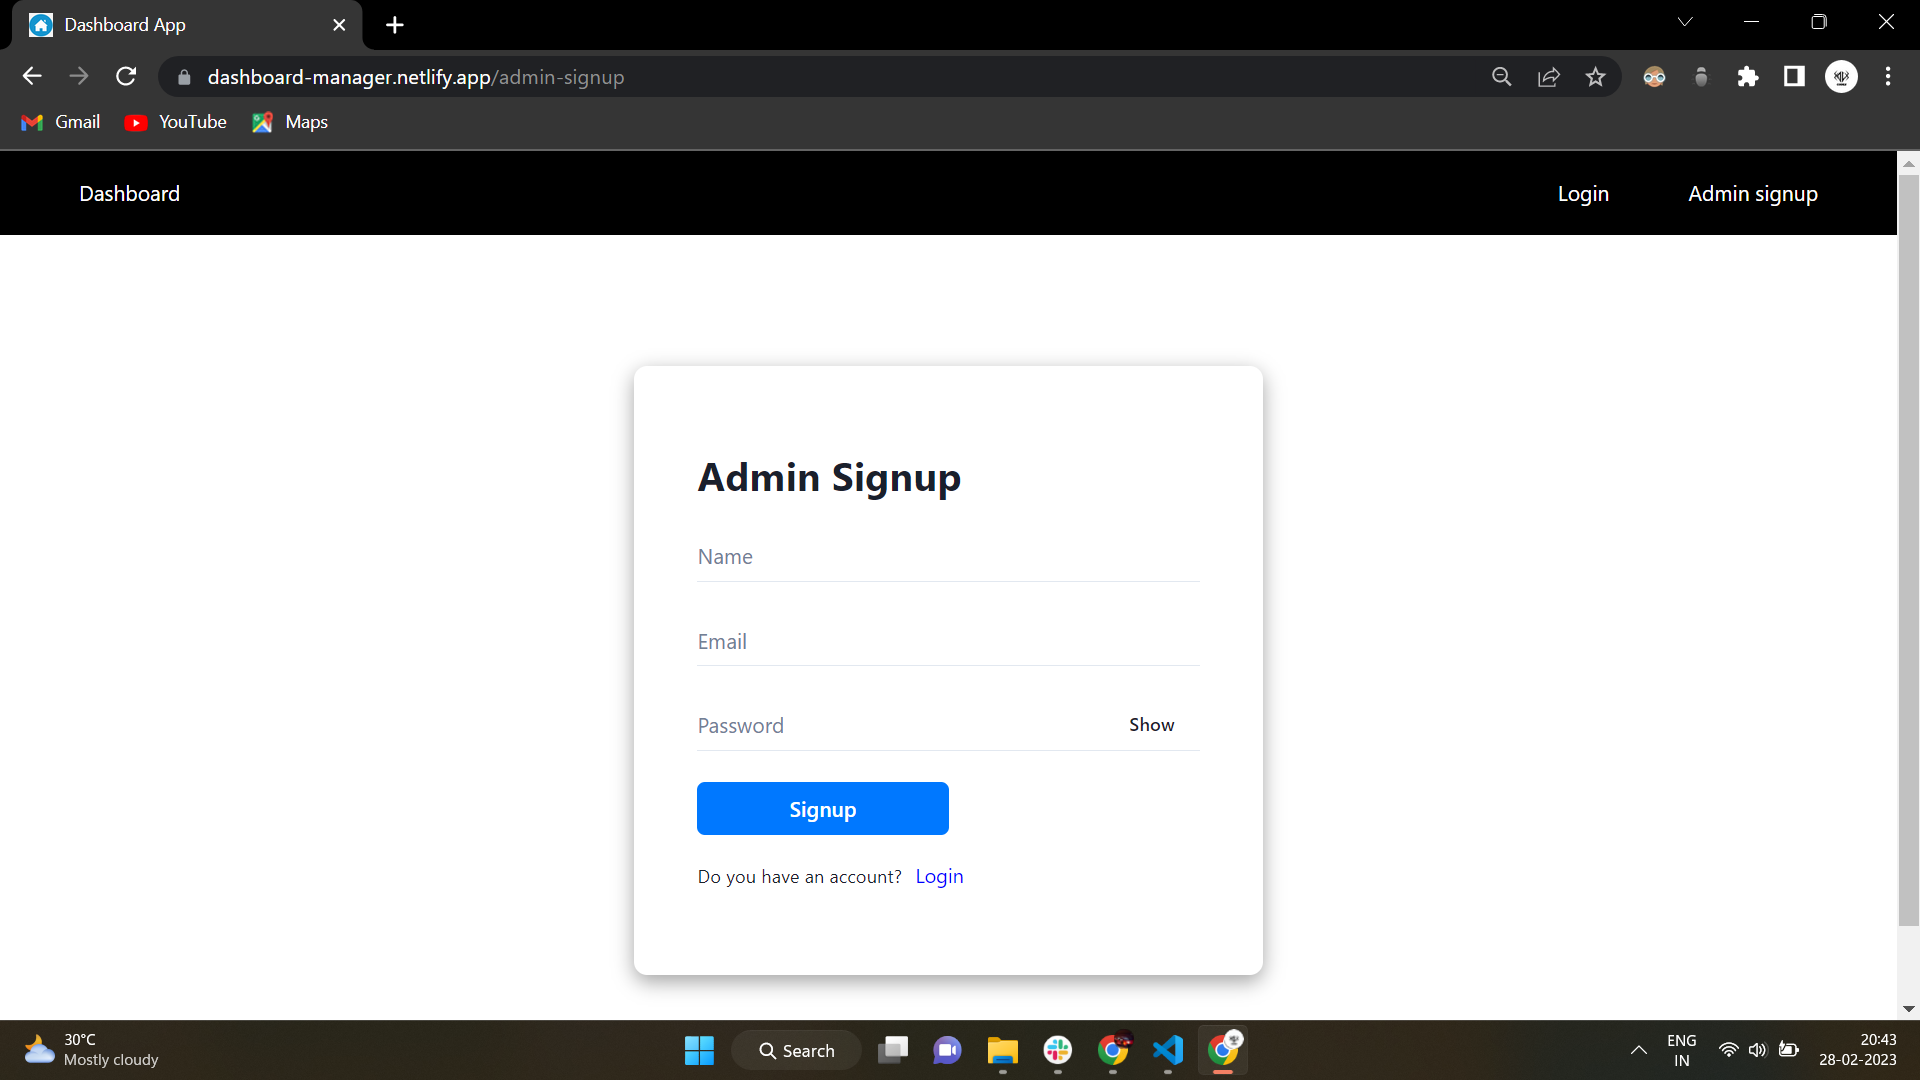 Dashboard App
dashboard-manager.netlify.app/admin-signup
Gmail YouTube Maps
Dashboard Login Admin signup
Admin Signup
Name
Email
Password Show
Signup
Do you have an account? Login
30°C
Mostly cloudy
Search
ENG
IN
20:43
28-02-2023